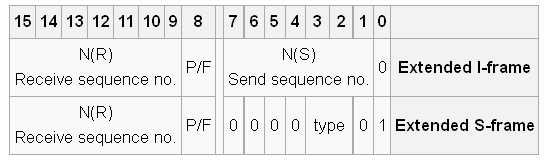 15 14 13 12 11 10 9 8 7 6 5 4 3 2 1 0
N(R) P/F N(S) 0 Extended I-frame
Receive sequence no. Send sequence no.
N(R) P/F 0 0 0 0 type 0 1 Extended S-frame
Receive sequence no.